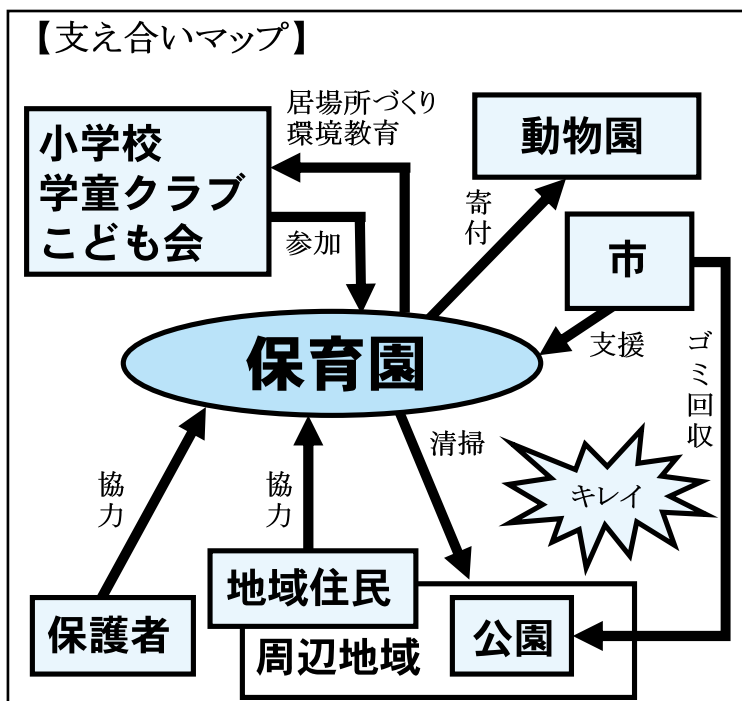 【支え合いマップ】
居場所づくり
環境教育
動物園
小学校
学童クラブ
こども会
参加
寄付
市
保育園
支援
ゴミ回収
清掃
キレイ
協力
協力
地域住民
保護者
周辺地域
公園